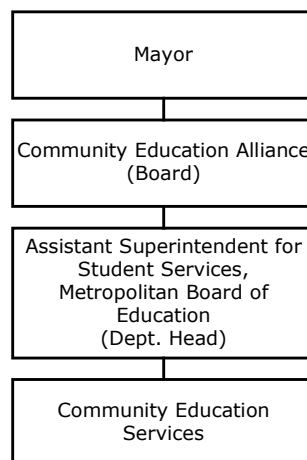 Mayor
Community Education Alliance
(Board)
Assistant Superintendent for
Student Services,
Metropolitan Board of
Education
(Dept. Head)
Community Education
Services